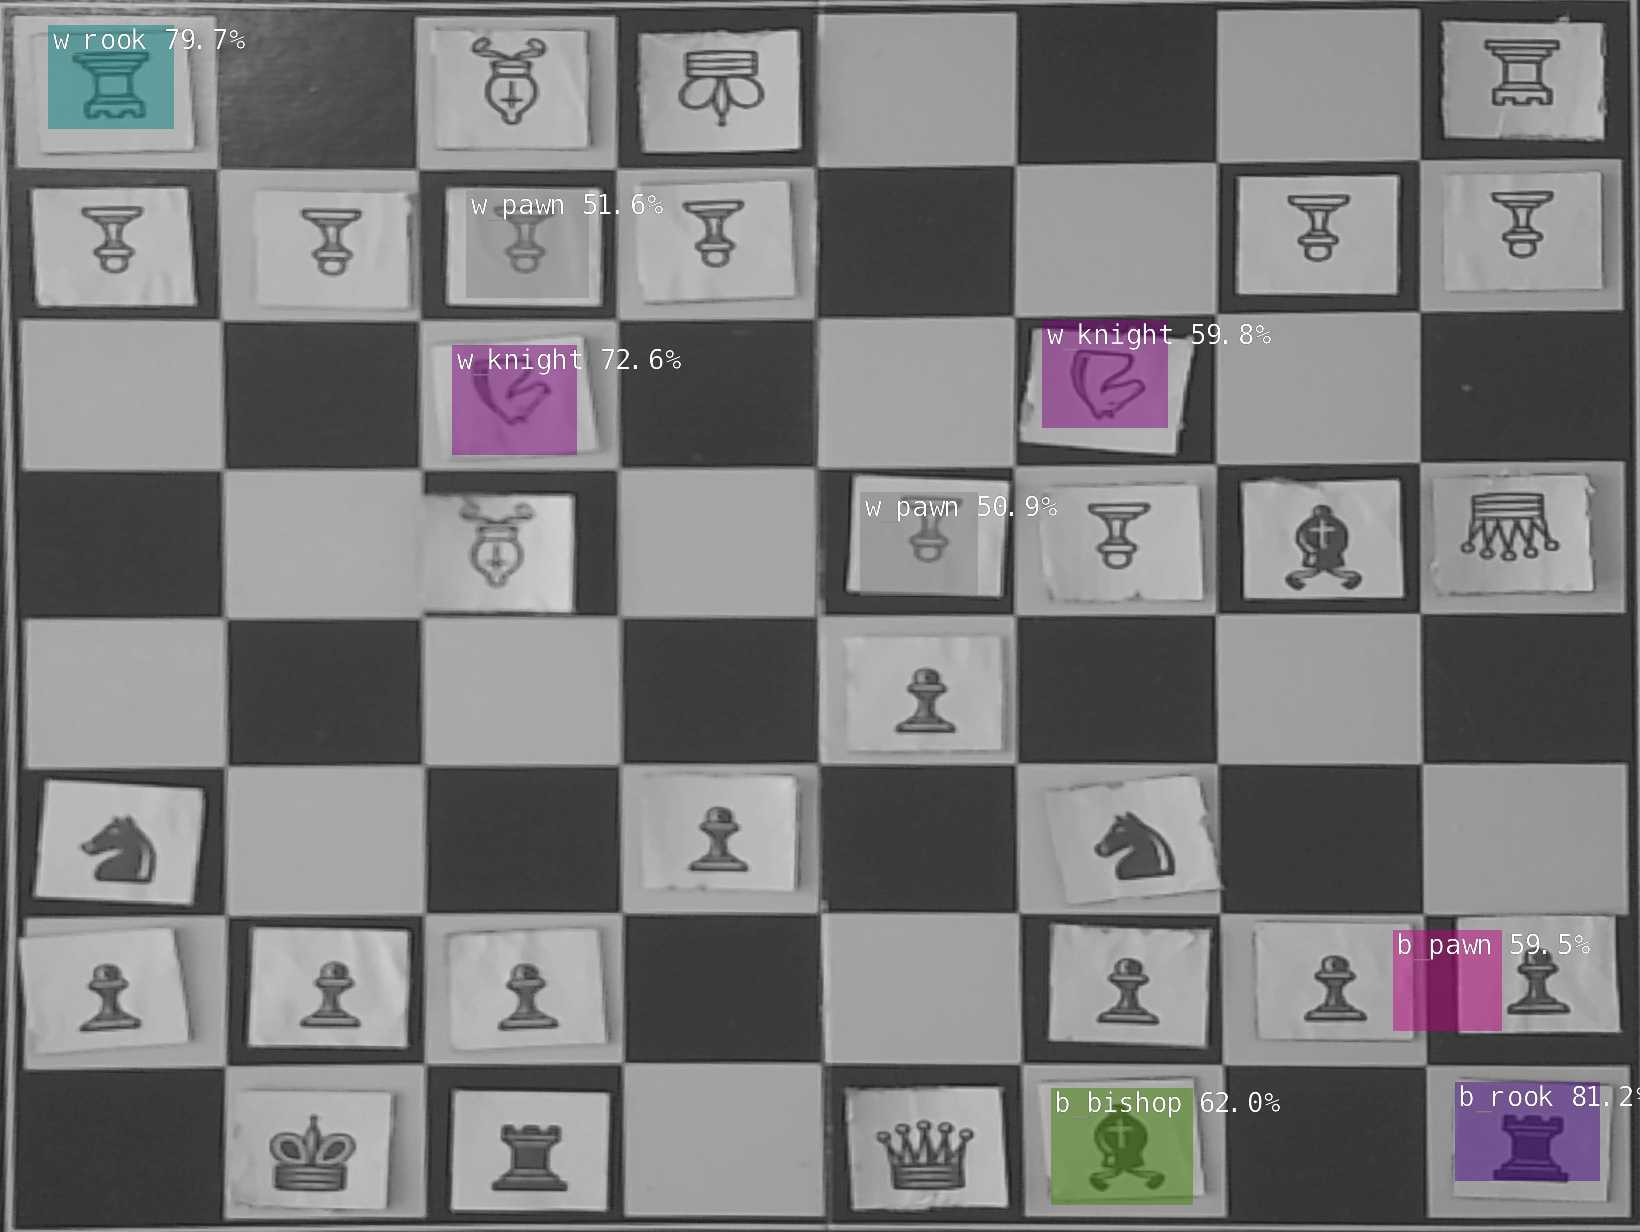 w_rook 79.7%
w_pawn 51.6%
w_knight 59.8%
w_knight 72.6%
w_pawn 50.9%
b_pawn 59.5%
b_rook 81.2%
b_bishop 62.0%